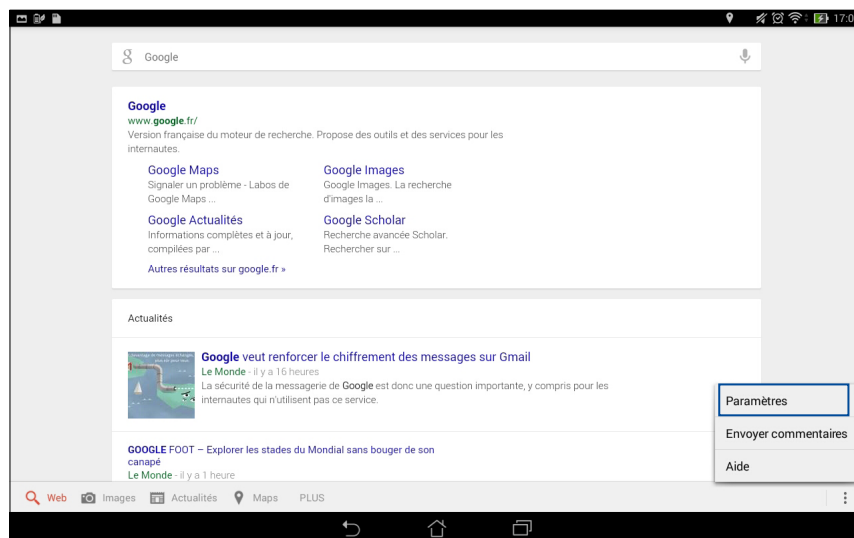 17:0
g Google
Google
www.google.fr/
Version française du moteur de recherche. Propose des outils et des services pour les
internautes.
Google Maps
Signaler un problème - Labos de
Google Maps ...
Google Images
Google Images. La recherche
d'images la ...
Google Actualités
Informations complètes et à jour,
compilées par ...
Google Scholar
Recherche avancée Scholar.
Rechercher sur ...
Autres résultats sur google.fr »
Actualités
Google veut renforcer le chiffrement des messages sur Gmail
Le Monde - il y a 16 heures
La sécurité de la messagerie de Google est donc une question importante, y compris pour les
internautes qui n'utilisent pas ce service.
GOOGLE FOOT – Explorer les stades du Mondial sans bouger de son
canapé
Le Monde - il y a 1 heure
Paramètres
Envoyer commentaires
Aide
Web Images Actualités Maps PLUS